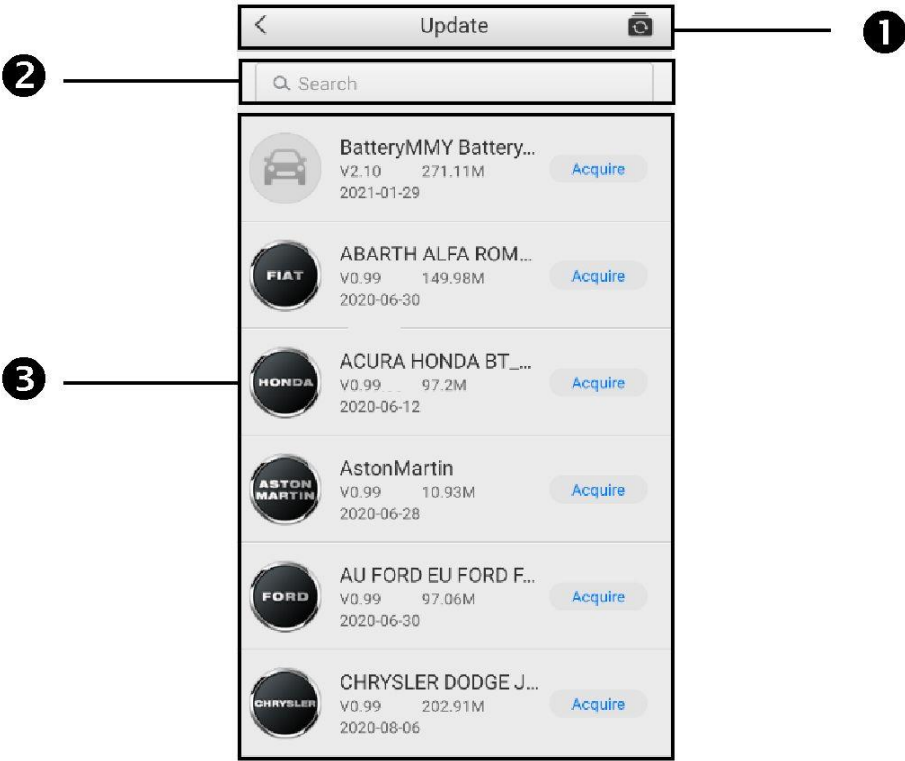 Update
❶
❷
Search
BatteryMMY Battery...
V2.10 271.11M
Acquire
2021-01-29
FIAT
ABARTH ALFA ROM...
V0.99 149.98M
Acquire
2020-06-30
❸
HONDA
ACURA HONDA BT_...
V0.99 97.2M
Acquire
2020-06-12
ASTON
MARTIN
AstonMartin
V0.99 10.93M
Acquire
2020-06-28
FORD
AU FORD EU FORD F...
V0.99 97.06M
Acquire
2020-06-30
CHRYSLER
CHRYSLER DODGE J...
V0.99 202.91M
Acquire
2020-08-06